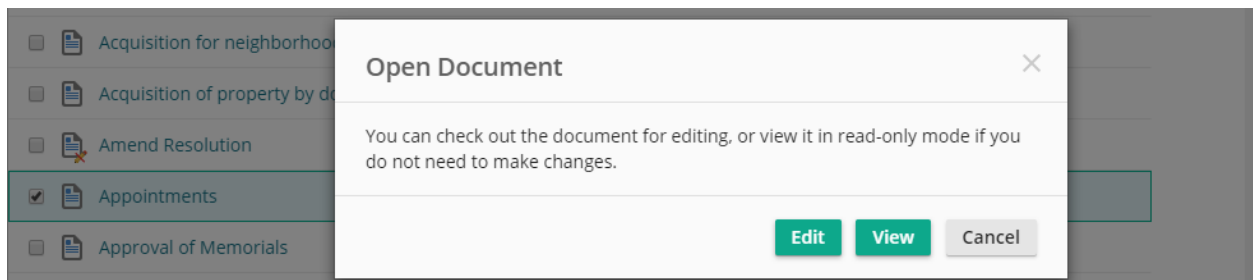 Acquisition for neighborhoo
Open Document
Acquisition of property by do
You can check out the document for editing, or view it in read-only mode if you
do not need to make changes.
Amend Resolution
Appointments
Edit View Cancel
Approval of Memorials